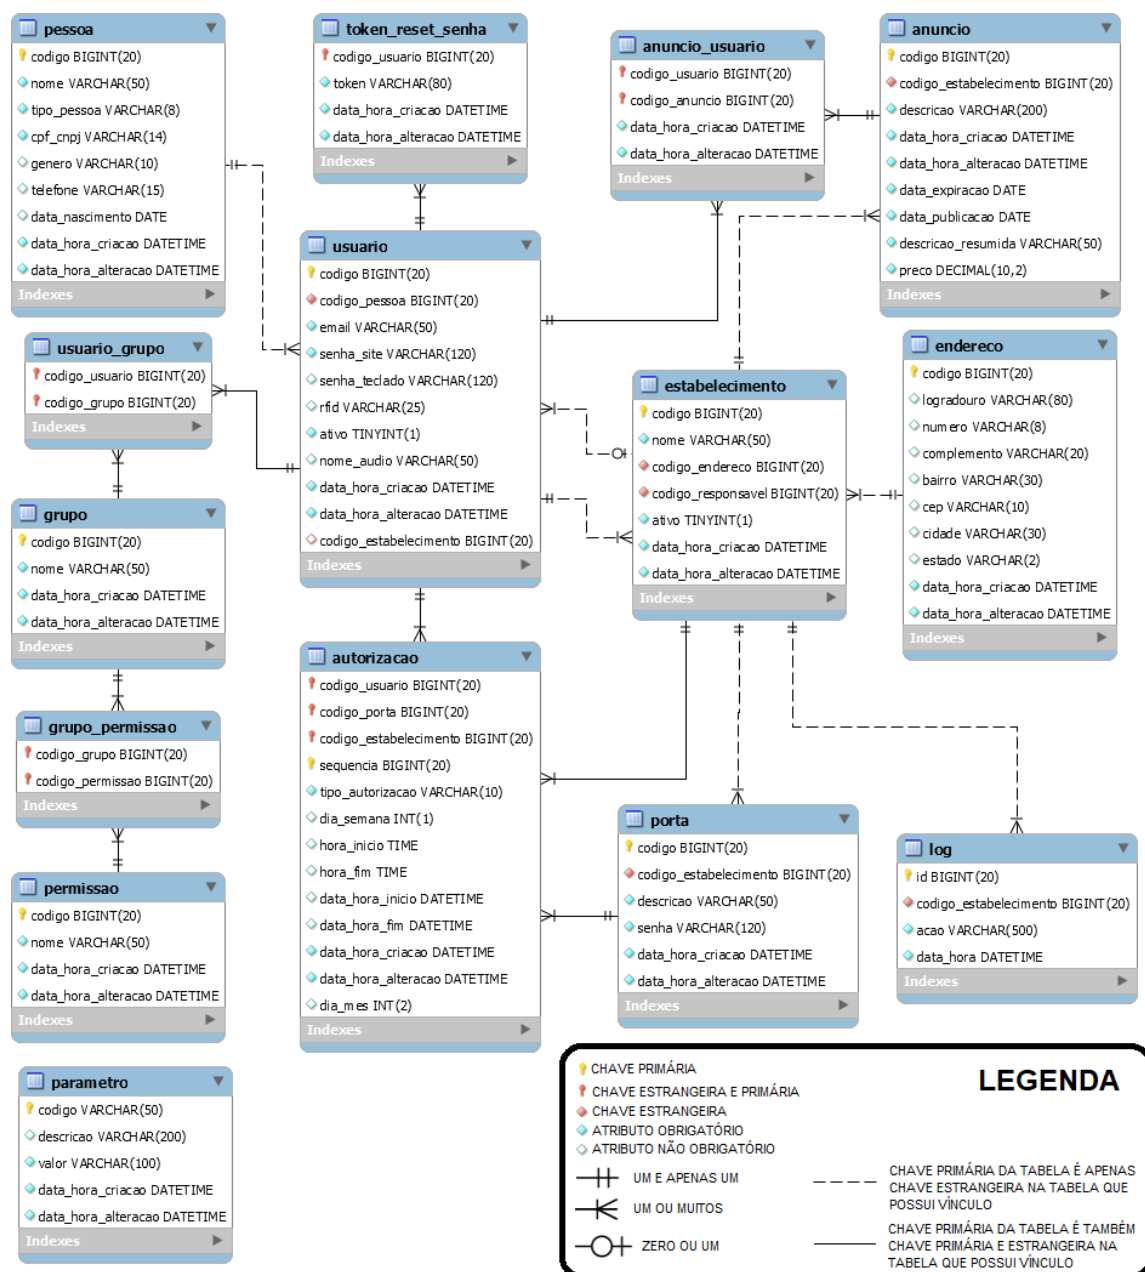 pessoa
codigo BIGINT(20)
nome VARCHAR(50)
tipo_pessoa VARCHAR(8)
cpf_cnpj VARCHAR(14)
genero VARCHAR(10)
telefone VARCHAR(15)
data_nascimento DATE
data_hora_criacao DATETIME
data_hora_alteracao DATETIME
Indexes
token_reset_senha
codigo_usuario BIGINT(20)
token VARCHAR(80)
data_hora_criacao DATETIME
data_hora_alteracao DATETIME
Indexes
anuncio_usuario
codigo_usuario BIGINT(20)
codigo_anuncio BIGINT(20)
data_hora_criacao DATETIME
data_hora_alteracao DATETIME
Indexes
anuncio
codigo BIGINT(20)
codigo_estabelecimento BIGINT(20)
descricao VARCHAR(200)
data_hora_criacao DATETIME
data_hora_alteracao DATETIME
data_expiracao DATE
data_publicacao DATE
descricao_resumida VARCHAR(50)
preco DECIMAL(10,2)
Indexes
usuario
codigo BIGINT(20)
codigo_pessoa BIGINT(20)
email VARCHAR(50)
senha_site VARCHAR(120)
senha_teclado VARCHAR(120)
rfid VARCHAR(25)
ativo TINYINT(1)
nome_audio VARCHAR(50)
data_hora_criacao DATETIME
data_hora_alteracao DATETIME
codigo_estabelecimento BIGINT(20)
Indexes
usuario_grupo
codigo_usuario BIGINT(20)
codigo_grupo BIGINT(20)
Indexes
estabelecimento
codigo BIGINT(20)
nome VARCHAR(50)
codigo_endereco BIGINT(20)
codigo_responsavel BIGINT(20)
ativo TINYINT(1)
data_hora_criacao DATETIME
data_hora_alteracao DATETIME
Indexes
endereco
codigo BIGINT(20)
logradouro VARCHAR(80)
numero VARCHAR(8)
complemento VARCHAR(20)
bairro VARCHAR(30)
cep VARCHAR(10)
cidade VARCHAR(30)
estado VARCHAR(2)
data_hora_criacao DATETIME
data_hora_alteracao DATETIME
Indexes
grupo
codigo BIGINT(20)
nome VARCHAR(50)
data_hora_criacao DATETIME
data_hora_alteracao DATETIME
Indexes
grupo_permissao
codigo_grupo BIGINT(20)
codigo_permissao BIGINT(20)
Indexes
autorizacao
codigo_usuario BIGINT(20)
codigo_porta BIGINT(20)
codigo_estabelecimento BIGINT(20)
sequencia BIGINT(20)
tipo_autorizacao VARCHAR(10)
dia_semana INT(1)
hora_inicio TIME
hora_fim TIME
data_hora_inicio DATETIME
data_hora_fim DATETIME
data_hora_criacao DATETIME
data_hora_alteracao DATETIME
dia_mes INT(2)
Indexes
porta
codigo BIGINT(20)
codigo_estabelecimento BIGINT(20)
descricao VARCHAR(50)
senha VARCHAR(120)
data_hora_criacao DATETIME
data_hora_alteracao DATETIME
Indexes
log
id BIGINT(20)
codigo_estabelecimento BIGINT(20)
acao VARCHAR(500)
data_hora DATETIME
Indexes
permissao
codigo BIGINT(20)
nome VARCHAR(50)
data_hora_criacao DATETIME
data_hora_alteracao DATETIME
Indexes
parametro
codigo VARCHAR(50)
descricao VARCHAR(200)
valor VARCHAR(100)
data_hora_criacao DATETIME
data_hora_alteracao DATETIME
Indexes
LEGENDA
CHAVE PRIMÁRIA
CHAVE ESTRANGEIRA E PRIMÁRIA
CHAVE ESTRANGEIRA
ATRIBUTO OBRIGATÓRIO
ATRIBUTO NÃO OBRIGATÓRIO
UM E APENAS UM
UM OU MUITOS
ZERO OU UM
CHAVE PRIMÁRIA DA TABELA É APENAS
CHAVE ESTRANGEIRA NA TABELA QUE
POSSUI VÍNCULO
CHAVE PRIMÁRIA DA TABELA É TAMBÉM
CHAVE PRIMÁRIA E ESTRANGEIRA NA
TABELA QUE POSSUI VÍNCULO